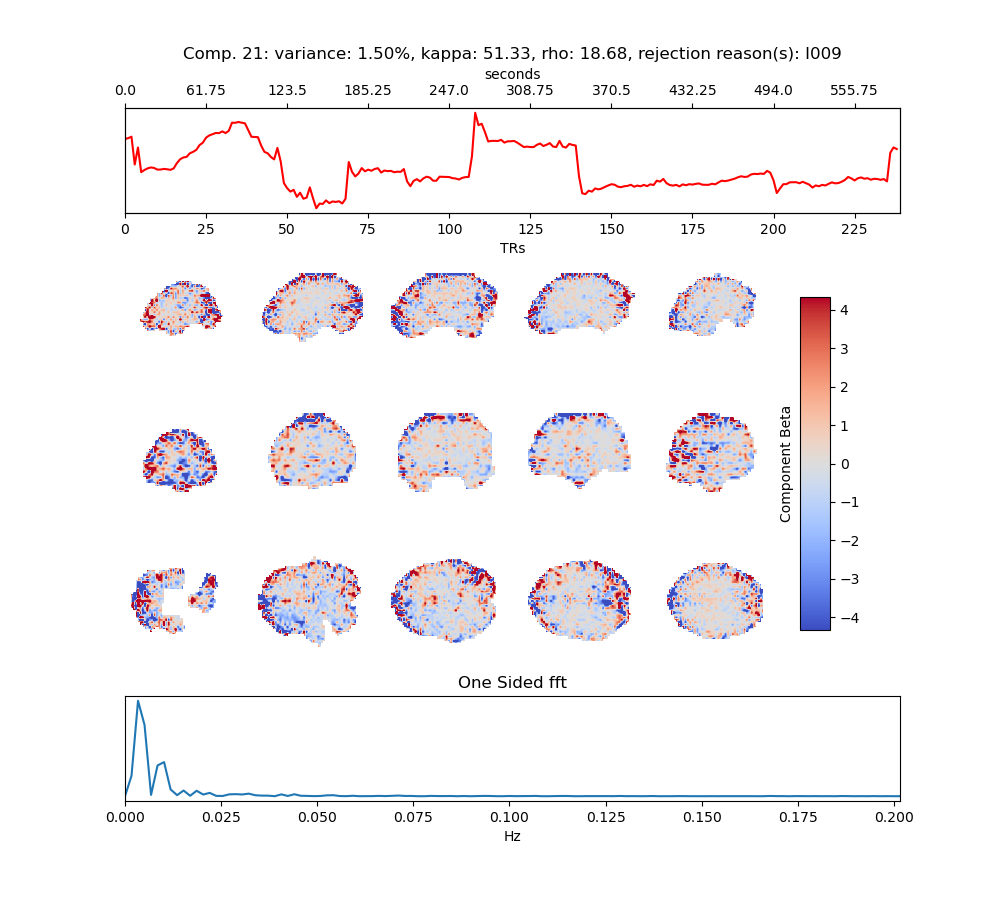 Comp. 21: variance: 1.50%, kappa: 51.33, rho: 18.68, rejection reason(s): I009
seconds
0.0 61.75 123.5 185.25 247.0 308.75 370.5 432.25 494.0 555.75
0 25 50 75 100 125 150 175 200 225
TRs
4
3
2
1
0
−1
−2
−3
−4
Component Beta
One Sided fft
0.000 0.025 0.050 0.075 0.100 0.125 0.150 0.175 0.200
Hz